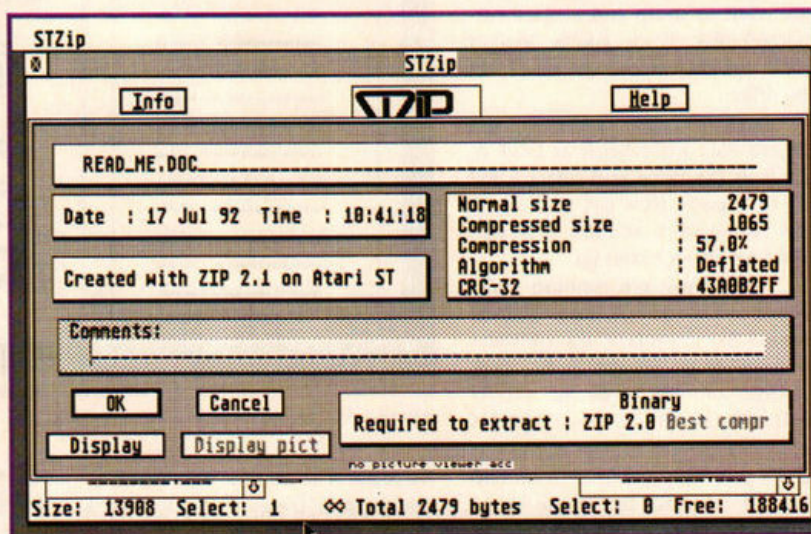 STZip
STZip
Info
STZIP
Help
READ_ME.DOC
Date : 17 Jul 92 Time : 10:41:18
Normal size : 2479
Compressed size : 1065
Compression : 57.0%
Algorithm : Deflated
CRC-32 : 43A0B2FF
Created with ZIP 2.1 on Atari ST
Comments:
OK
Cancel
Display
Display pict
Binary
Required to extract : ZIP 2.0 Best compr
no picture viewer acc
Size: 13908 Select: 1
Total 2479 bytes
Select: 0 Free: 188416